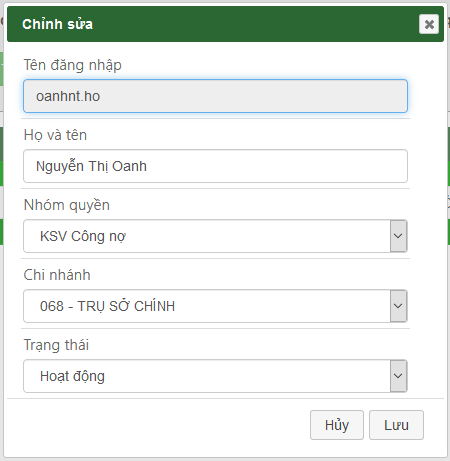 Chỉnh sửa
Tên đăng nhập
oanhnt.ho
Họ và tên
Nguyễn Thị Oanh
Nhóm quyền
KSV Công nợ
Chi nhánh
068 - TRỤ SỞ CHÍNH
Trạng thái
Hoạt động
Hủy Lưu